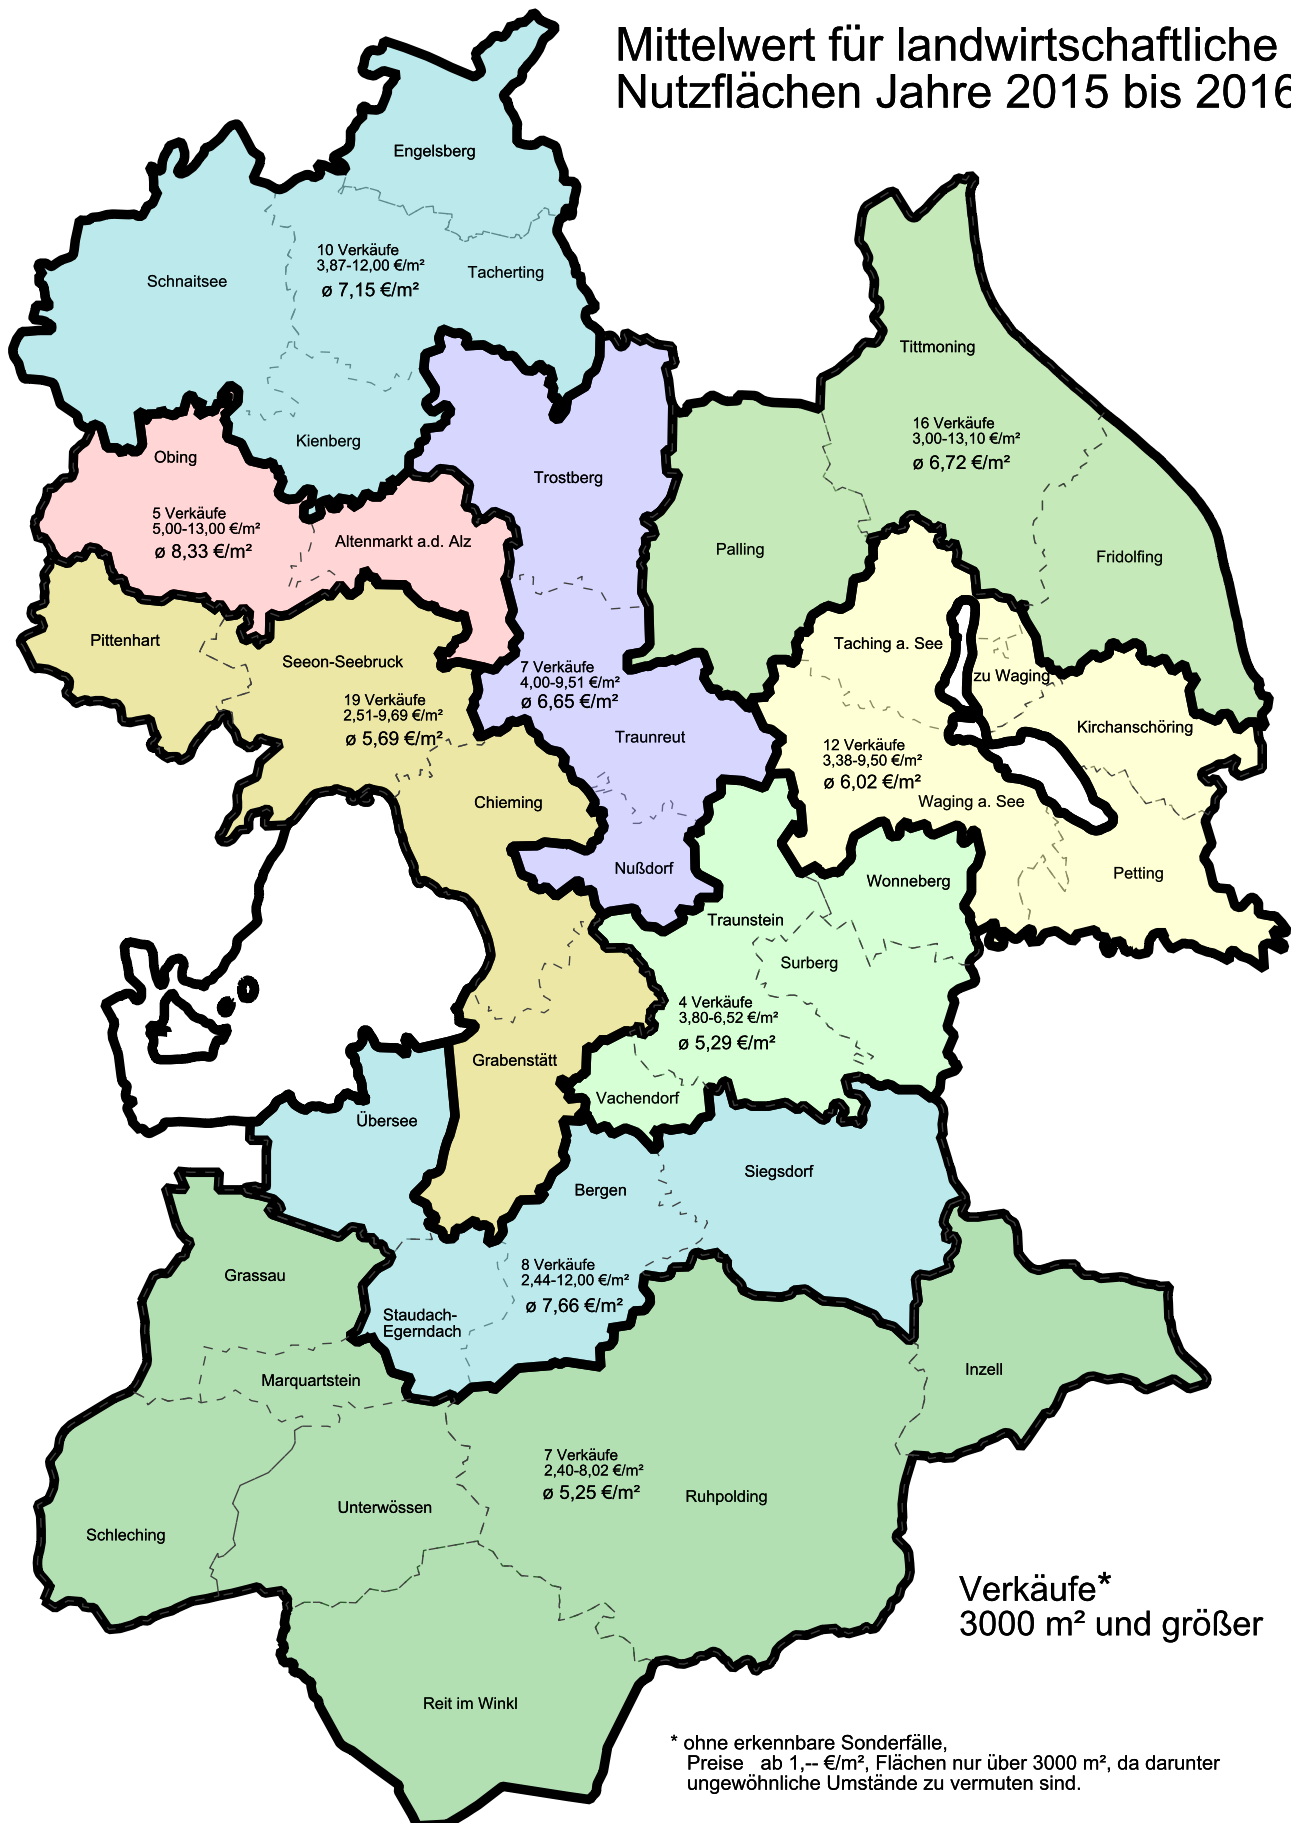 Mittelwert für landwirtschaftliche
Nutzflächen Jahre 2015 bis 2016
Engelsberg
10 Verkäufe
3,87-12,00 €/m²
ø 7,15 €/m²
Schnaitsee
Tacherting
Kienberg
Tittmoning
16 Verkäufe
3,00-13,10 €/m²
ø 6,72 €/m²
Obing
5 Verkäufe
5,00-13,00 €/m²
ø 8,33 €/m²
Altenmarkt a.d. Alz
Trostberg
Palling
Fridolfing
Pittenhart
Seeon-Seebruck
19 Verkäufe
2,51-9,69 €/m²
ø 5,69 €/m²
7 Verkäufe
4,00-9,51 €/m²
ø 6,65 €/m²
Traunreut
Taching a. See
zu Waging
Kirchanschöring
12 Verkäufe
3,38-9,50 €/m²
ø 6,02 €/m²
Waging a. See
Chieming
Nußdorf
Petting
Wonneberg
Traunstein
Surberg
4 Verkäufe
3,80-6,52 €/m²
ø 5,29 €/m²
Grabenstätt
Vachendorf
Übersee
Siegsdorf
Bergen
8 Verkäufe
2,44-12,00 €/m²
ø 7,66 €/m²
Grassau
Staudach-
Egerndach
Marquartstein
Inzell
7 Verkäufe
2,40-8,02 €/m²
ø 5,25 €/m²
Ruhpolding
Unterwössen
Schleching
Reit im Winkl
Verkäufe*
3000 m² und größer
* ohne erkennbare Sonderfälle,
Preise ab 1,-- €/m², Flächen nur über 3000 m², da darunter
ungewöhnliche Umstände zu vermuten sind.